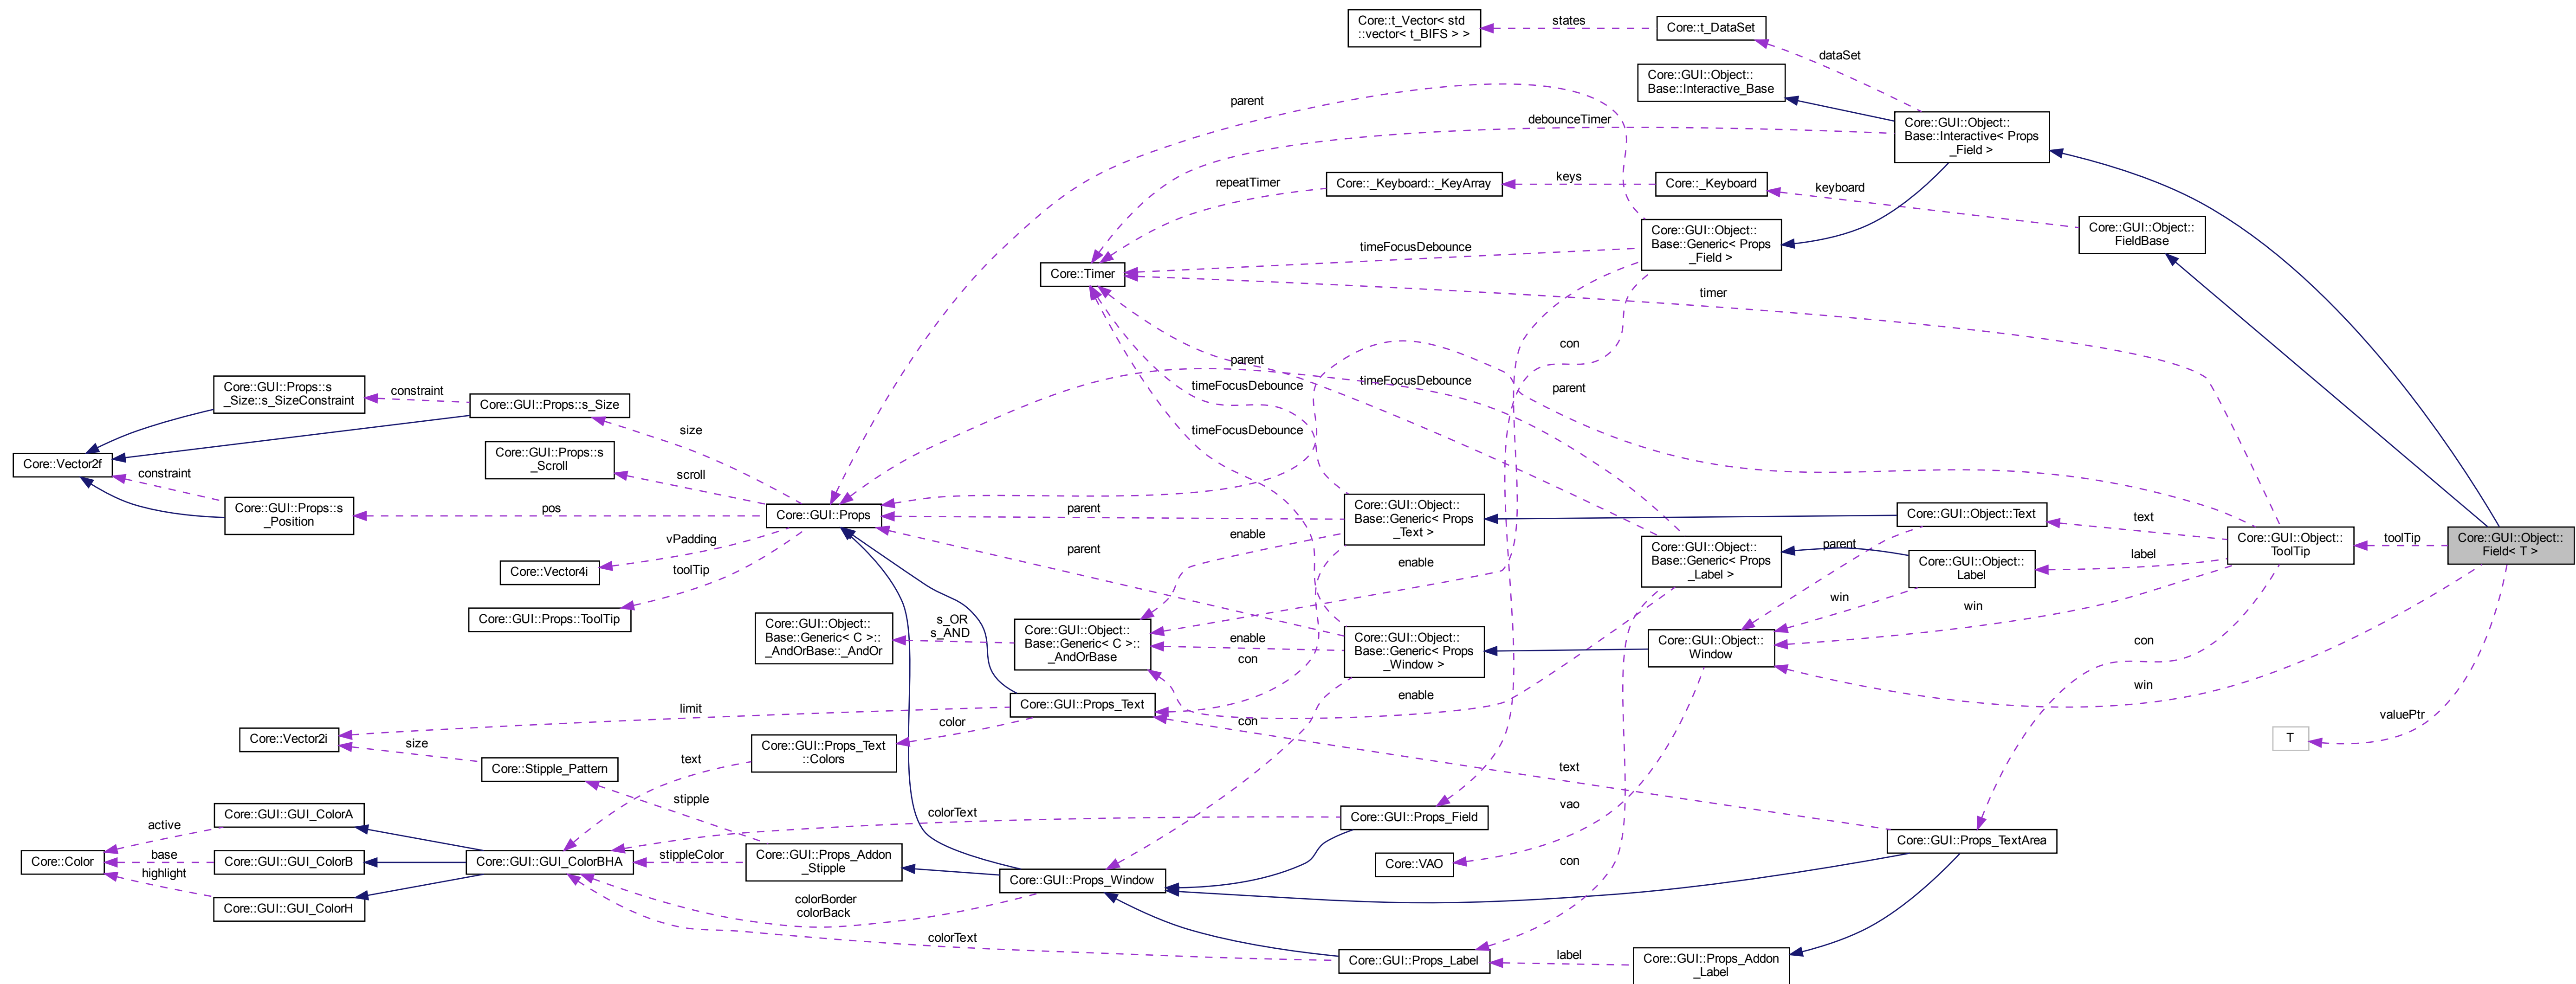 Core::t_Vector< std
::vector< t_BIFS > >
states
Core::t_DataSet
dataSet
Core::GUI::Object::
Base::Interactive_Base
parent
debounceTimer
Core::GUI::Object::
Base::Interactive< Props
_Field >
repeatTimer
Core::_Keyboard::_KeyArray
keys
Core::_Keyboard
keyboard
Core::GUI::Object::
FieldBase
Core::GUI::Object::
Base::Generic< Props
_Field >
timeFocusDebounce
Core::Timer
timer
con
parent
timeFocusDebounce
timeFocusDebounce
parent
Core::GUI::Props::s
_Size::s_SizeConstraint
constraint
Core::GUI::Props::s_Size
size
timeFocusDebounce
Core::GUI::Props::s
_Scroll
scroll
Core::Vector2f
constraint
Core::GUI::Props::s
_Position
pos
Core::GUI::Props
parent
Core::GUI::Object::
Base::Generic< Props
_Text >
Core::GUI::Object::Text
text
Core::GUI::Object::
ToolTip
toolTip
Core::GUI::Object::
Field< T >
vPadding
enable
parent
parent
Core::GUI::Object::
Base::Generic< Props
_Label >
Core::GUI::Object::
Label
label
Core::Vector4i
toolTip
enable
Core::GUI::Props::ToolTip
win
win
Core::GUI::Object::
Base::Generic< C >::
_AndOrBase::_AndOr
s_OR
s_AND
Core::GUI::Object::
Base::Generic< C >::
_AndOrBase
enable
con
Core::GUI::Object::
Base::Generic< Props
_Window >
Core::GUI::Object::
Window
con
win
enable
Core::GUI::Props_Text
limit
color
con
valuePtr
T
Core::Vector2i
size
Core::GUI::Props_Text
::Colors
text
Core::Stipple_Pattern
text
stipple
vao
Core::GUI::GUI_ColorA
active
colorText
Core::GUI::Props_Field
Core::GUI::Props_TextArea
Core::Color
base
Core::GUI::GUI_ColorB
Core::GUI::GUI_ColorBHA
stippleColor
Core::GUI::Props_Addon
_Stipple
Core::VAO
con
highlight
Core::GUI::GUI_ColorH
Core::GUI::Props_Window
colorBorder
colorBack
colorText
Core::GUI::Props_Label
label
Core::GUI::Props_Addon
_Label